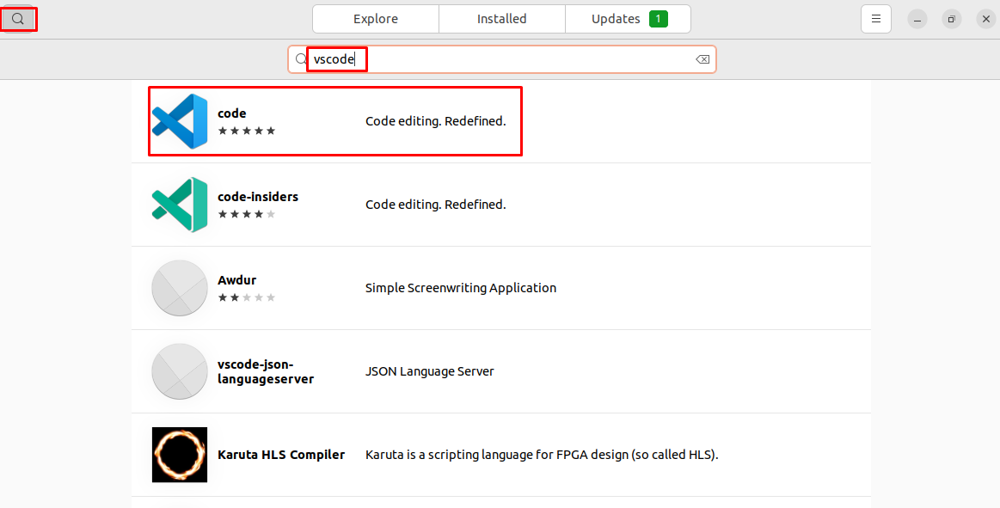 Explore Installed Updates 1
vscode
code
Code editing. Redefined.
code-insiders
Code editing. Redefined.
Awdur
Simple Screenwriting Application
vscode-json-
languageserver
JSON Language Server
Karuta HLS Compiler
Karuta is a scripting language for FPGA design (so called HLS).